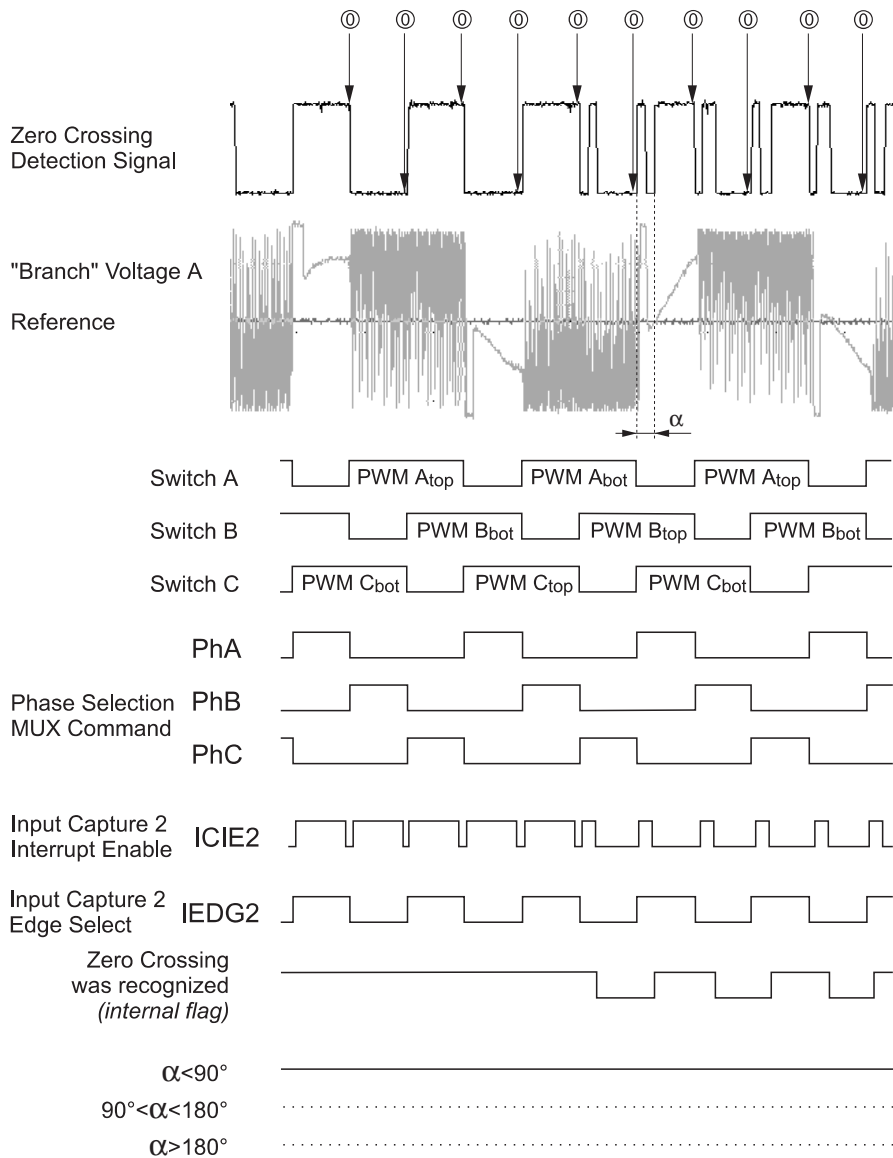 ⓪ ⓪ ⓪ ⓪ ⓪ ⓪ ⓪ ⓪ ⓪ ⓪
Zero Crossing
Detection Signal
"Branch" Voltage A
Reference
α
Switch A PWM Atop PWM Abot PWM Atop
Switch B PWM Bbot PWM Btop PWM Bbot
Switch C PWM Cbot PWM Ctop PWM Cbot
PhA
Phase Selection
MUX Command
PhB
PhC
Input Capture 2
Interrupt Enable
ICIE2
Input Capture 2
Edge Select
IEDG2
Zero Crossing
was recognized
(internal flag)
α<90°
90°<α<180°
α>180°